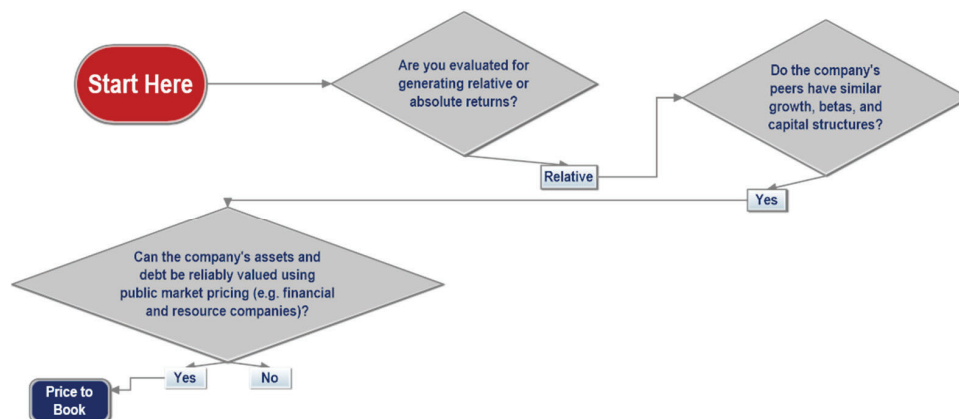 Start Here
Are you evaluated for
generating relative or
absolute returns?
Do the company's
peers have similar
growth, betas, and
capital structures?
Relative
Yes
Can the company's assets and
debt be reliably valued using
public market pricing (e.g. financial
and resource companies)?
Yes
No
Price to
Book